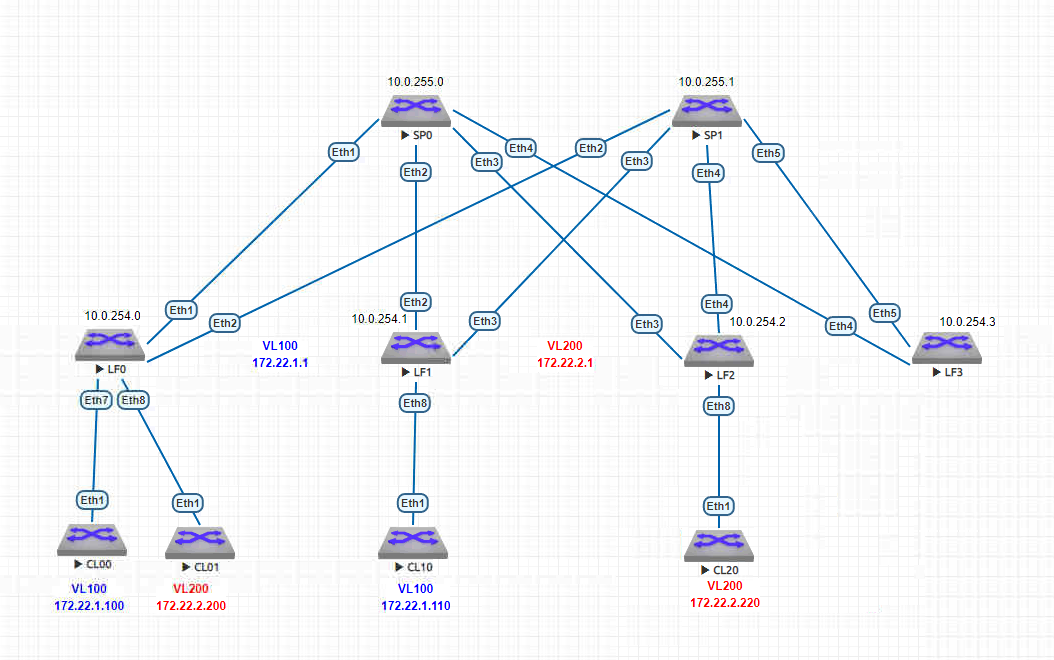 10.0.255.0
10.0.255.1
SP0
SP1
Eth1
Eth2
Eth3
Eth4
Eth2
Eth3
Eth4
Eth5
Eth1
Eth2
Eth2
Eth3
Eth3
Eth4
Eth4
Eth5
10.0.254.0
10.0.254.1
10.0.254.2
10.0.254.3
LF0
VL100
172.22.1.1
LF1
VL200
172.22.2.1
LF2
LF3
Eth7
Eth8
Eth8
Eth8
Eth1
Eth1
Eth1
Eth1
CL00
VL100
172.22.1.100
CL01
VL200
172.22.2.200
CL10
VL100
172.22.1.110
CL20
VL200
172.22.2.220